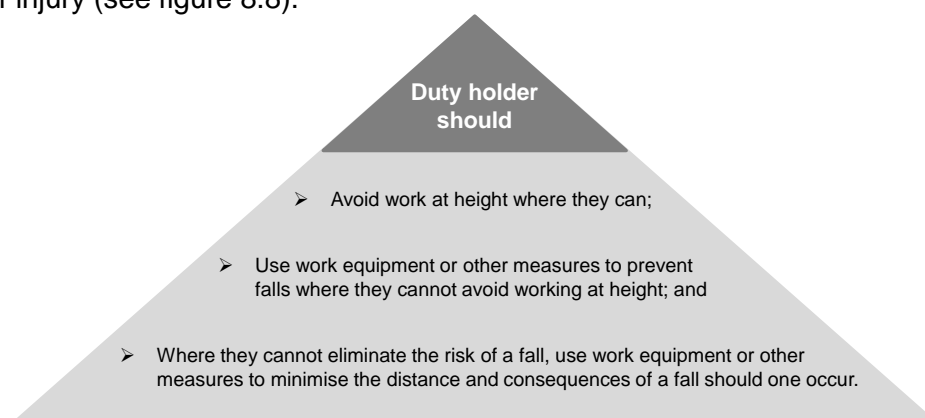 injury (see figure 8.8).
Duty holder
should
➢ Avoid work at height where they can;
➢ Use work equipment or other measures to prevent
falls where they cannot avoid working at height; and
➢ Where they cannot eliminate the risk of a fall, use work equipment or other
measures to minimise the distance and consequences of a fall should one occur.